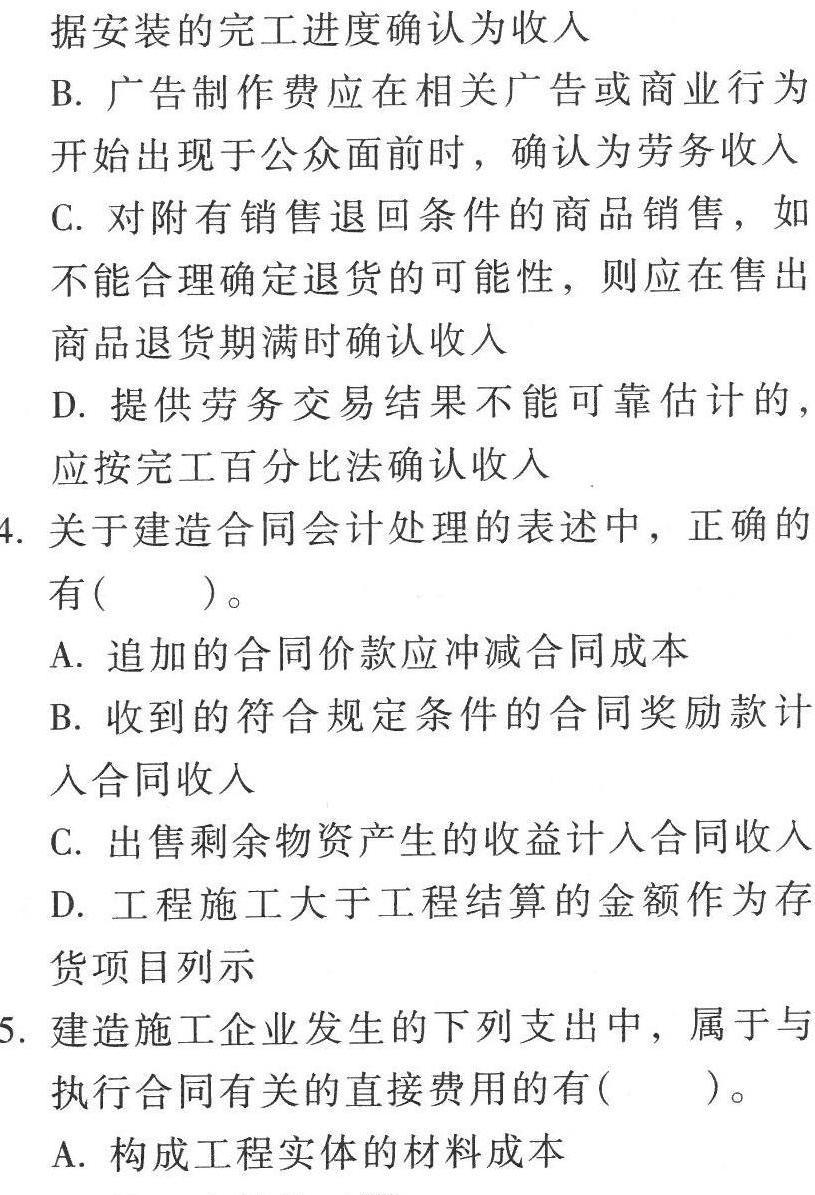 据安装的完工进度确认为收入
B. 广告制作费应在相关广告或商业行为
开始出现于公众面前时，确认为劳务收入
C. 对附有销售退回条件的商品销售，如
不能合理确定退货的可能性，则应在售出
商品退货期满时确认收入
D. 提供劳务交易结果不能可靠估计的，
应按完工百分比法确认收入
4. 关于建造合同会计处理的表述中，正确的
有(　　)。
A. 追加的合同价款应冲减合同成本
B. 收到的符合规定条件的合同奖励款计
入合同收入
C. 出售剩余物资产生的收益计入合同收入
D. 工程施工大于工程结算的金额作为存
货项目列示
5. 建造施工企业发生的下列支出中，属于与
执行合同有关的直接费用的有(　　)。
A. 构成工程实体的材料成本